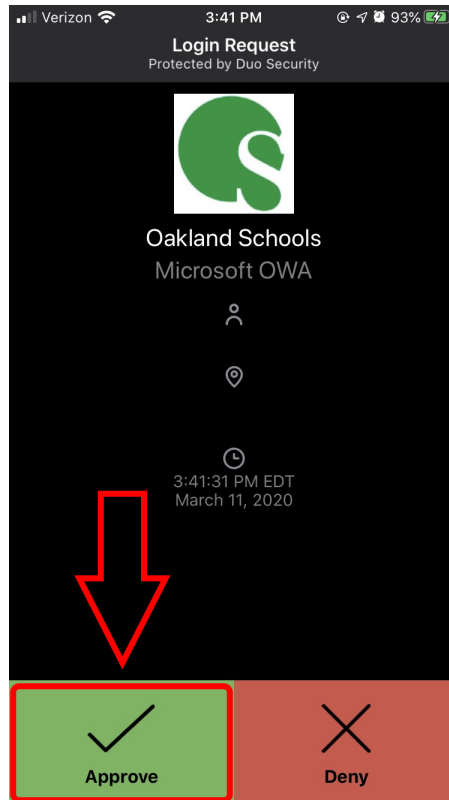 Verizon 3:41 PM 93%
Login Request
Protected by Duo Security
S
Oakland Schools
Microsoft OWA
3:41:31 PM EDT
March 11, 2020
Approve Deny